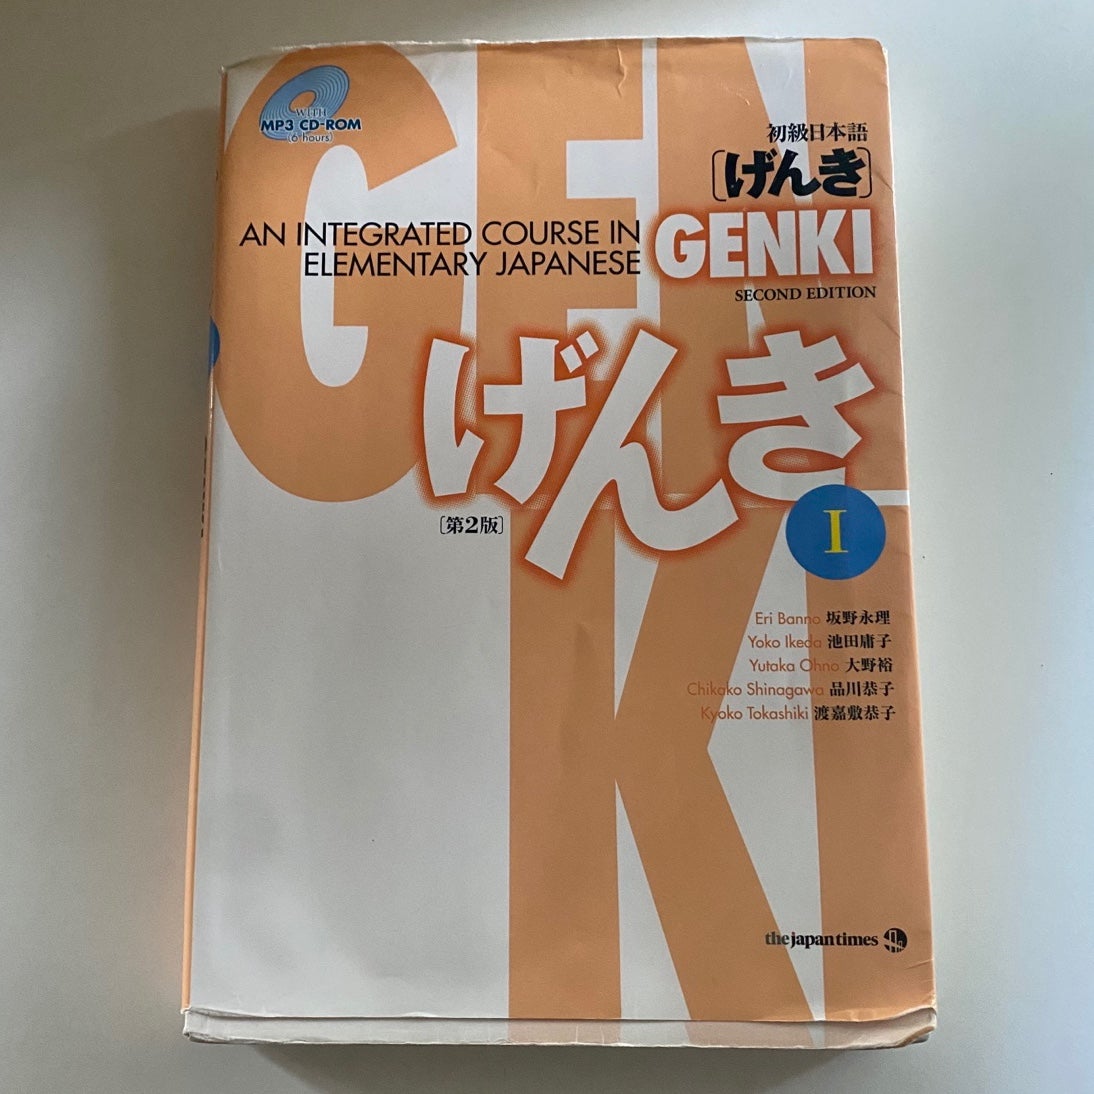 WITH
MP3 CD-ROM
(6 hours)
初級日本語
[げんき]
AN INTEGRATED COURSE IN
ELEMENTARY JAPANESE
GENKI
SECOND EDITION
GEN
げんき
[第2版]
I
KI
Eri Banno 坂野永理
Yoko Ikeda 池田庸子
Yutaka Ohno 大野裕
Chikako Shinagawa 品川恭子
Kyoko Tokashiki 渡嘉敷恭子
the japan times